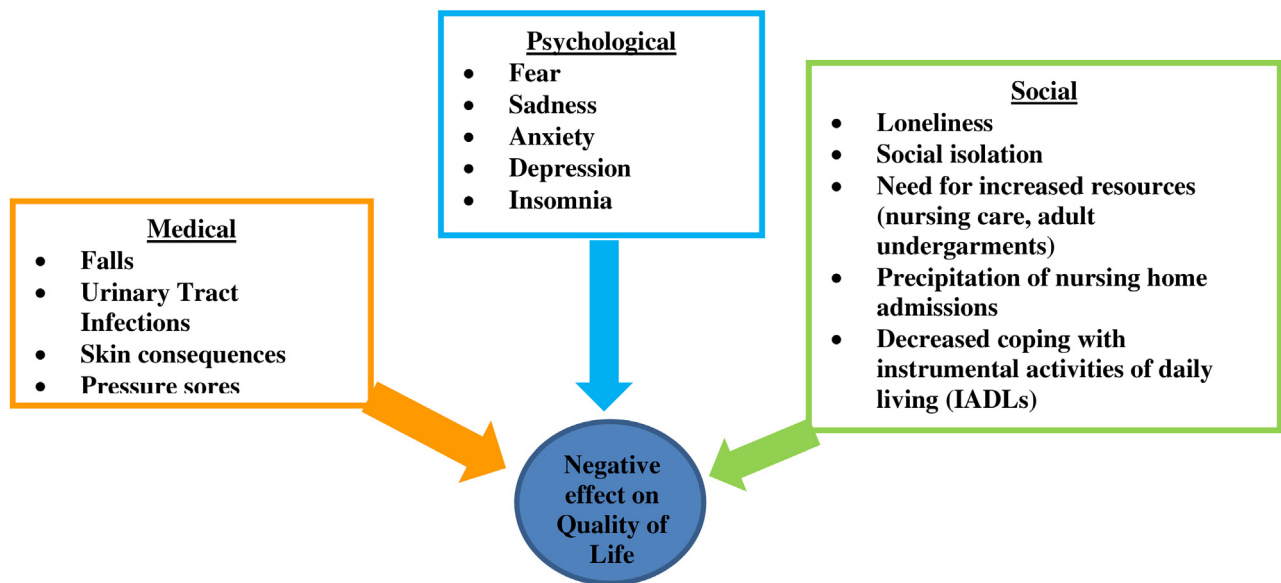 Medical
• Falls
• Urinary Tract
Infections
• Skin consequences
• Pressure sores
Psychological
• Fear
• Sadness
• Anxiety
• Depression
• Insomnia
Social
• Loneliness
• Social isolation
• Need for increased resources
(nursing care, adult
undergarments)
• Precipitation of nursing home
admissions
• Decreased coping with
instrumental activities of daily
living (IADLs)
Negative
effect on
Quality of
Life